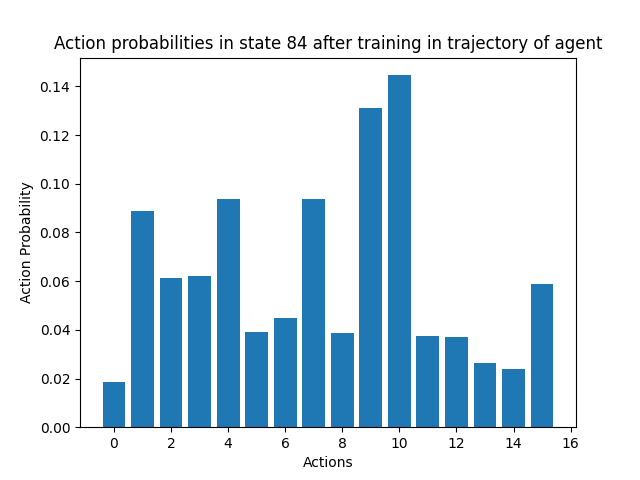 Action probabilities in state 84 after training in trajectory of agent
0.14
0.12
0.10
0.08
0.06
0.04
0.02
0.00
Action Probability
0 2 4 6 8 10 12 14 16
Actions